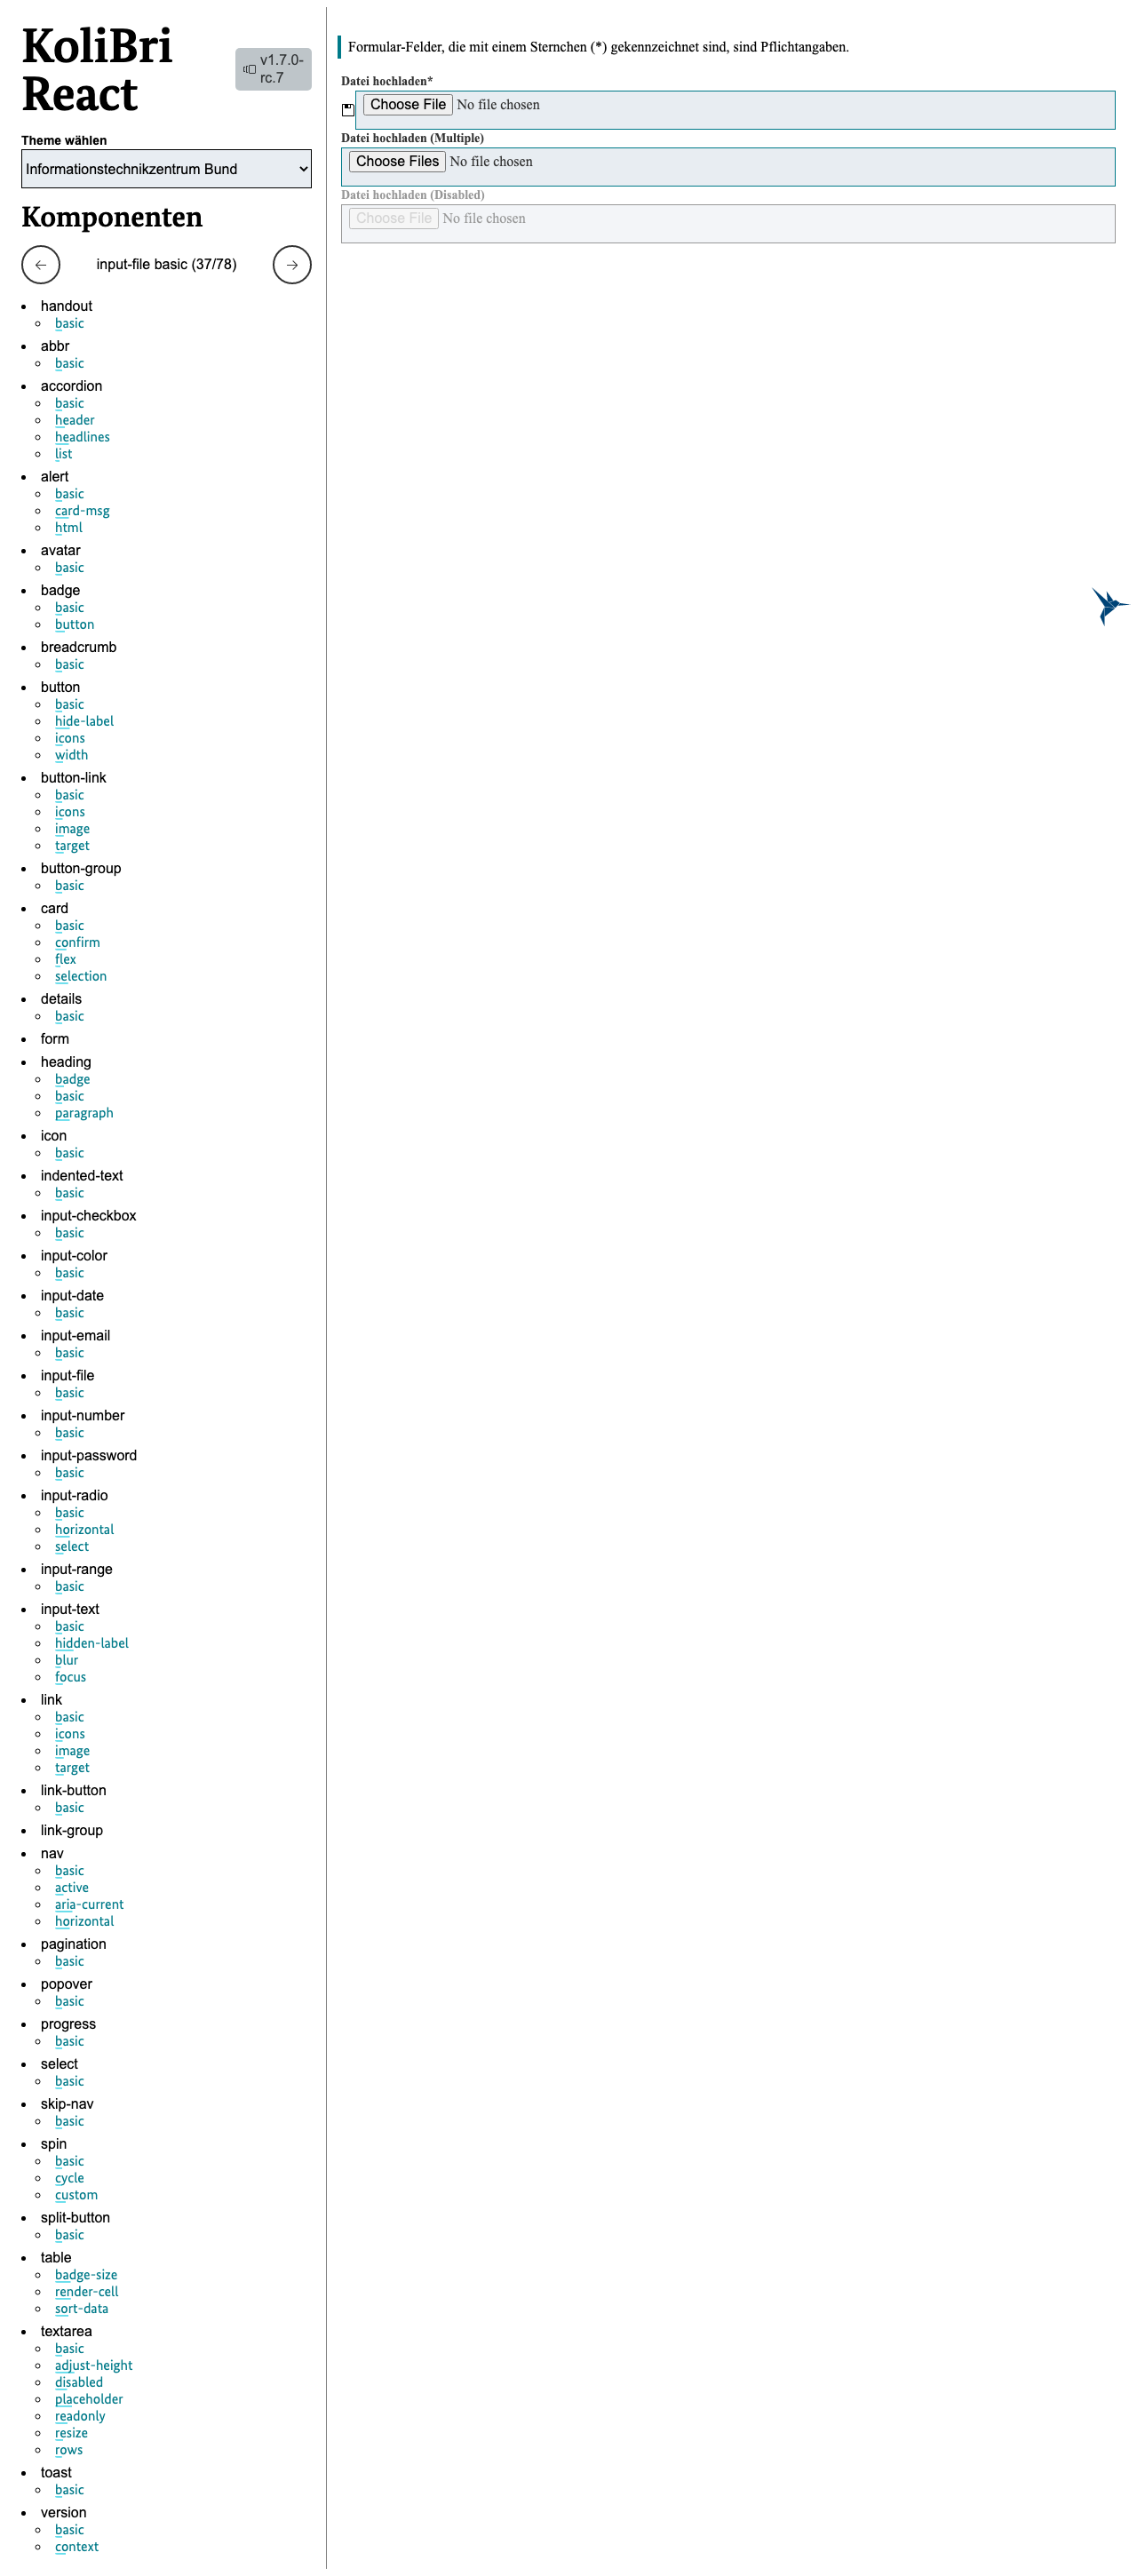 KoliBri
React
v1.7.0-
rc.7
Theme wählen
Informationstechnikzentrum Bund
Komponenten
input-file basic (37/78)
handout
basic
abbr
basic
accordion
basic
header
headlines
list
alert
basic
card-msg
html
avatar
basic
badge
basic
button
breadcrumb
basic
button
basic
hide-label
icons
width
button-link
basic
icons
image
target
button-group
basic
card
basic
confirm
flex
selection
details
basic
form
heading
badge
basic
paragraph
icon
basic
indented-text
basic
input-checkbox
basic
input-color
basic
input-date
basic
input-email
basic
input-file
basic
input-number
basic
input-password
basic
input-radio
basic
horizontal
select
input-range
basic
input-text
basic
hidden-label
blur
focus
link
basic
icons
image
target
link-button
basic
link-group
nav
basic
active
aria-current
horizontal
pagination
basic
popover
basic
progress
basic
select
basic
skip-nav
basic
spin
basic
cycle
custom
split-button
basic
table
badge-size
render-cell
sort-data
textarea
basic
adjust-height
disabled
placeholder
readonly
resize
rows
toast
basic
version
basic
context
Formular-Felder, die mit einem Sternchen (*) gekennzeichnet sind, sind Pflichtangaben.
Datei hochladen*
Choose File No file chosen
Datei hochladen (Multiple)
Choose Files No file chosen
Datei hochladen (Disabled)
Choose File No file chosen